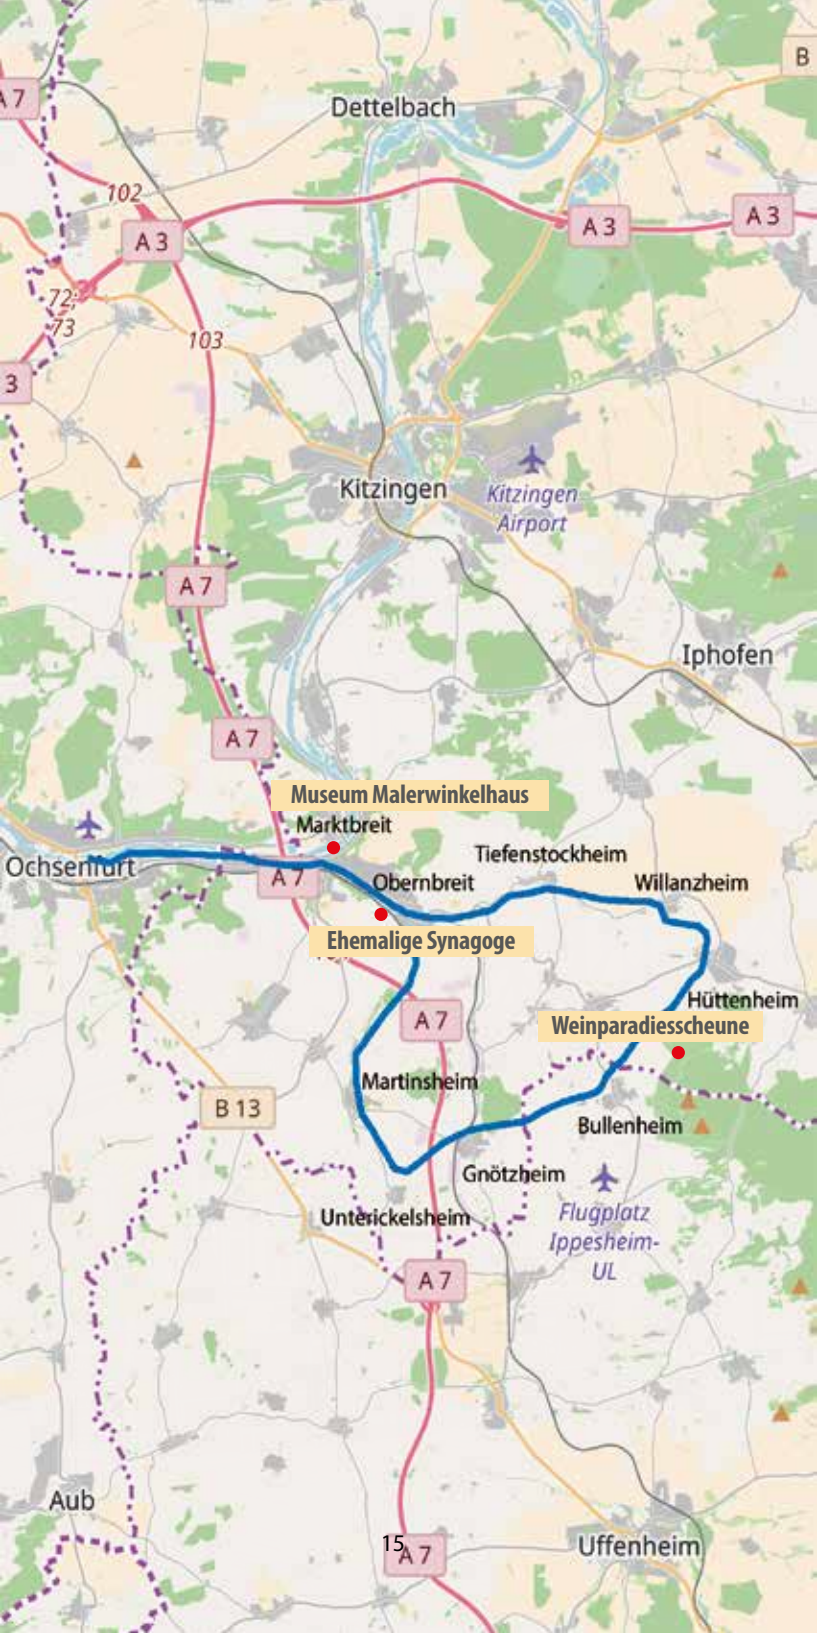 B
A 7
Dettelbach
102
A 3
A 3
A 3
72;
73
103
3
Kitzingen
Kitzingen
Airport
A 7
Iphofen
A 7
Museum Malerwinkelhaus
Marktbreit
Ochsenfurt
A 7
Tiefenstockheim
Obernbreit
Willanzheim
Ehemalige Synagoge
Hüttenheim
A 7
Weinparadiesscheune
Martinsheim
B 13
Bullenheim
Gnötzheim
Unterickelsheim
Flugplatz
Ippesheim-
UL
A 7
Aub
15
A 7
Uffenheim